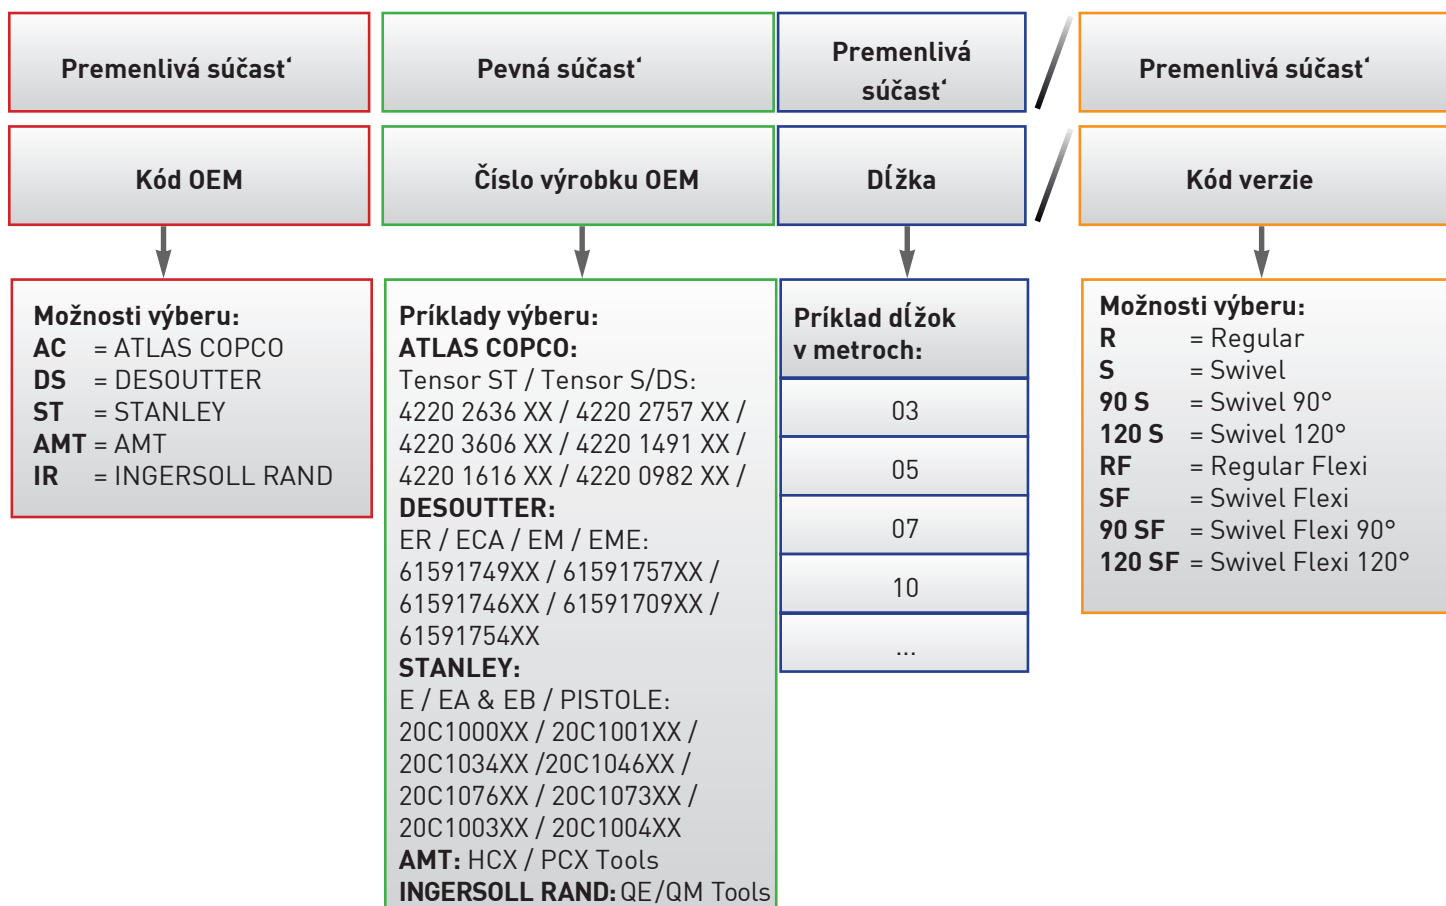 Premenlivá súčasť
Pevná súčasť
Premenlivá
súčasť
/
Premenlivá súčasť
Kód OEM
Číslo výrobku OEM
Dĺžka
/
Kód verzie
Možnosti výberu:
AC = ATLAS COPCO
DS = DESOUTTER
ST = STANLEY
AMT = AMT
IR = INGERSOLL RAND
Príklady výberu:
ATLAS COPCO:
Tensor ST / Tensor S/DS:
4220 2636 XX / 4220 2757 XX /
4220 3606 XX / 4220 1491 XX /
4220 1616 XX / 4220 0982 XX /
DESOUTTER:
ER / ECA / EM / EME:
61591749XX / 61591757XX /
61591746XX / 61591709XX /
61591754XX
STANLEY:
E / EA & EB / PISTOLE:
20C1000XX / 20C1001XX /
20C1034XX /20C1046XX /
20C1076XX / 20C1073XX /
20C1003XX / 20C1004XX
AMT: HCX / PCX Tools
INGERSOLL RAND: QE/QM Tools
Príklad dĺžok
v metroch:
03
05
07
10
...
Možnosti výberu:
R = Regular
S = Swivel
90 S = Swivel 90°
120 S = Swivel 120°
RF = Regular Flexi
SF = Swivel Flexi
90 SF = Swivel Flexi 90°
120 SF = Swivel Flexi 120°